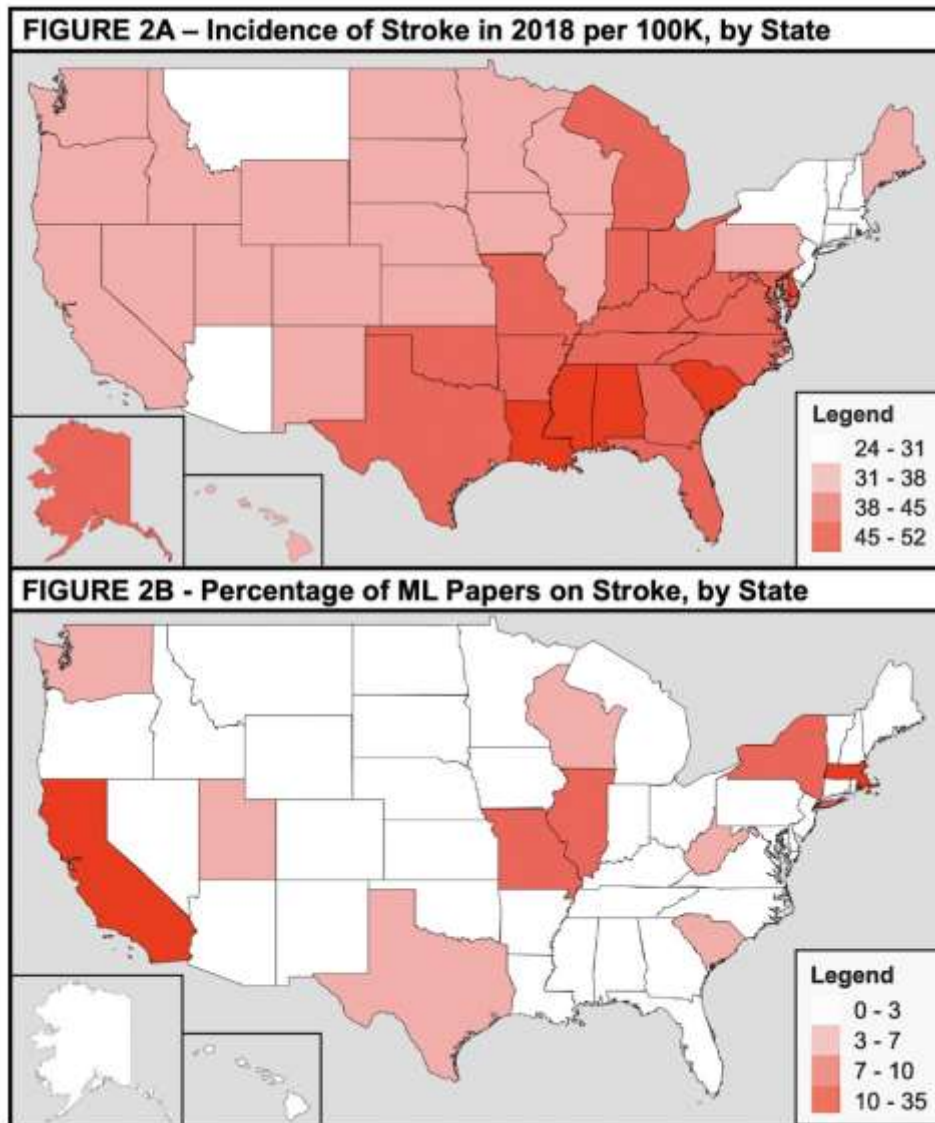 FIGURE 2A – Incidence of Stroke in 2018 per 100K, by State
Legend
24 - 31
31 - 38
38 - 45
45 - 52
FIGURE 2B - Percentage of ML Papers on Stroke, by State
Legend
0 - 3
3 - 7
7 - 10
10 - 35